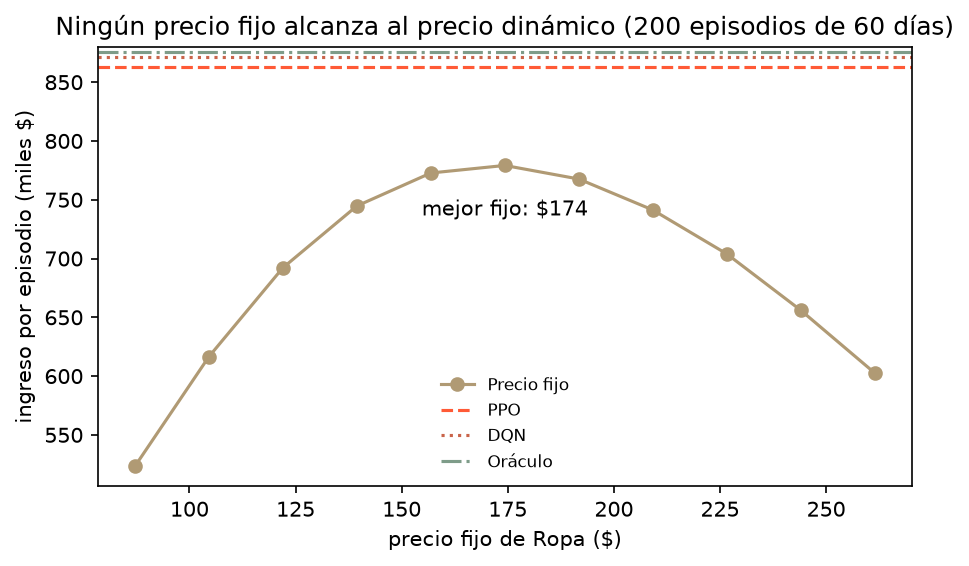 Ningún precio fijo alcanza al precio dinámico (200 episodios de 60 días)
ingreso por episodio (miles $)
850
800
750
700
650
600
550
mejor fijo: $174
Precio fijo
PPO
DQN
Oráculo
100 125 150 175 200 225 250
precio fijo de Ropa ($)